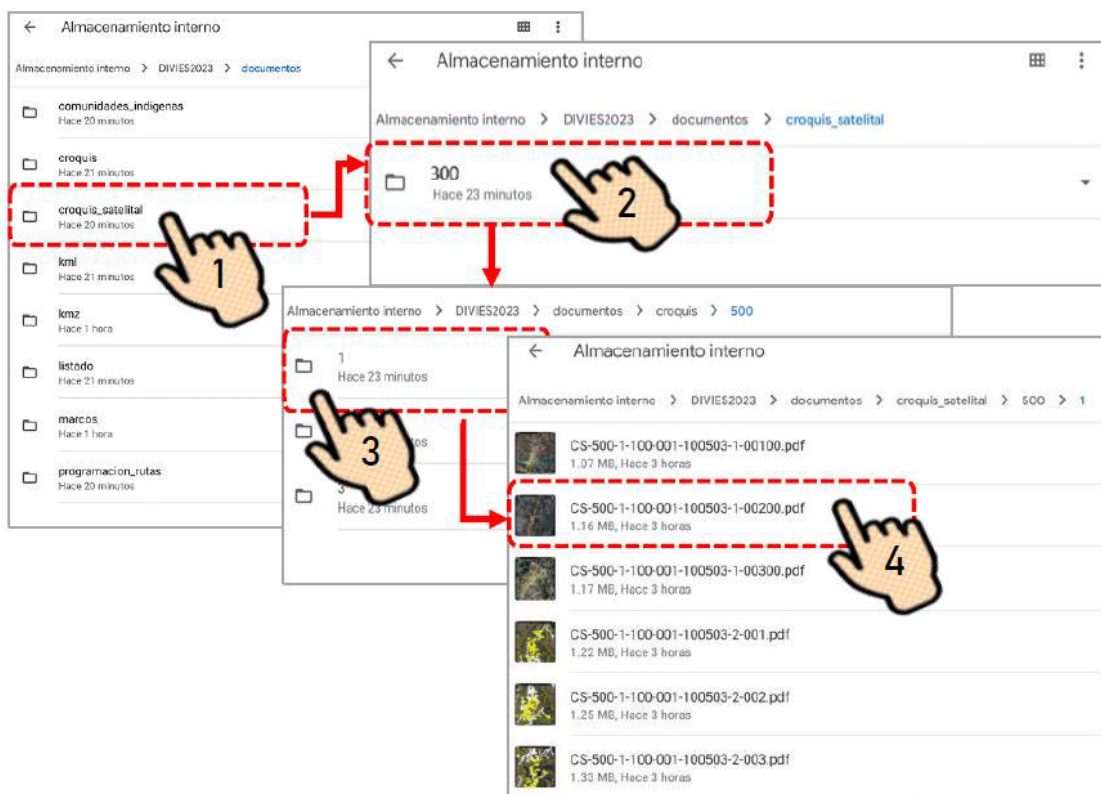 ← Almacenamiento interno
Almacenamiento interno > DIVIES2023 > documentos
comunidades_indigenas
Hace 20 minutos
croquis
Hace 21 minutos
croquis_satelital
Hace 20 minutos
1
kml
Hace 21 minutos
kmz
Hace 1 hora
listado
Hace 21 minutos
marcos
Hace 1 hora
programacion_rutas
Hace 20 minutos
← Almacenamiento interno
Almacenamiento interno > DIVIES2023 > documentos > croquis_satelital
300
Hace 23 minutos
2
Almacenamiento interno > DIVIES2023 > documentos > croquis > 500
1
Hace 23 minutos
3
3
Hace 23 minutos
← Almacenamiento interno
Almacenamiento interno > DIVIES2023 > documentos > croquis_satelital > 500 > 1
CS-500-1-100-001-100503-1-00100.pdf
1.07 MB, Hace 3 horas
CS-500-1-100-001-100503-1-00200.pdf
1.16 MB, Hace 3 horas
4
CS-500-1-100-001-100503-1-00300.pdf
1.17 MB, Hace 3 horas
CS-500-1-100-001-100503-2-001.pdf
1.22 MB, Hace 3 horas
CS-500-1-100-001-100503-2-002.pdf
1.25 MB, Hace 3 horas
CS-500-1-100-001-100503-2-003.pdf
1.33 MB, Hace 3 horas